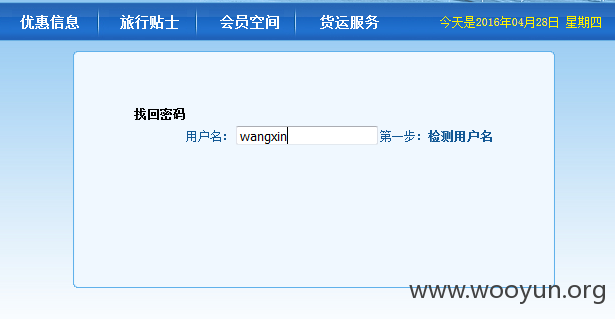 优惠信息 旅行贴士 会员空间 货运服务 今天是2016年04月28日 星期四
找回密码
用户名: wangxin 第一步: 检测用户名
www.wooyun.org